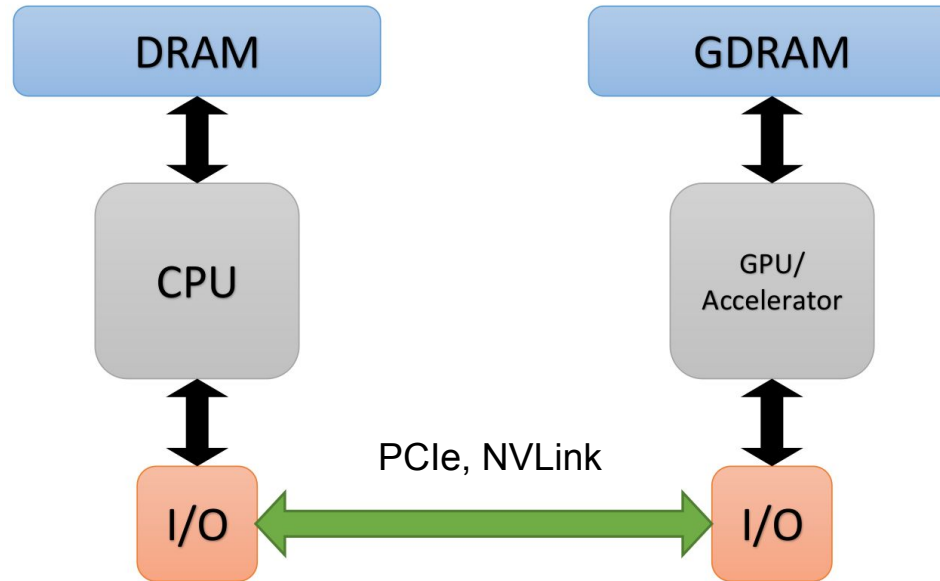 DRAM
GDRAM
CPU
GPU/
Accelerator
PCIe, NVLink
I/O
I/O